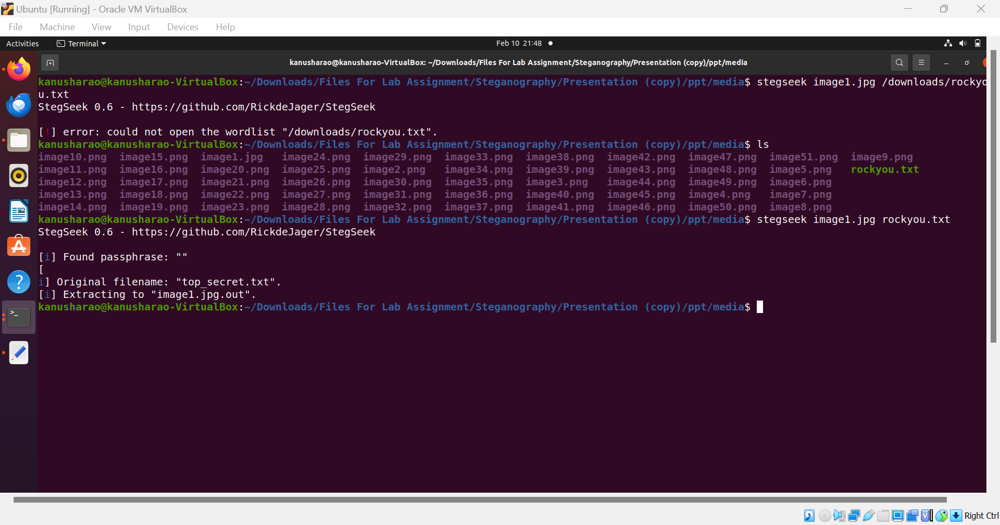 Ubuntu [Running] - Oracle VM VirtualBox
File Machine View Input Devices Help
Activities Terminal Feb 10 21:48
kanusharao@kanusharao-VirtualBox: ~/Downloads/Files For Lab Assignment/Steganography/Presentation (copy)/ppt/media
kanusharao@kanusharao-VirtualBox:~/Downloads/Files For Lab Assignment/Steganography/Presentation (copy)/ppt/media$ stegseek image1.jpg /downloads/rockyo
u.txt
StegSeek 0.6 - https://github.com/RickdeJager/StegSeek
[!] error: could not open the wordlist "/downloads/rockyou.txt".
kanusharao@kanusharao-VirtualBox:~/Downloads/Files For Lab Assignment/Steganography/Presentation (copy)/ppt/media$ ls
image10.png image15.png image1.jpg image24.png image29.png image33.png image38.png image42.png image47.png image51.png image9.png
image11.png image16.png image20.png image25.png image2.png image34.png image39.png image43.png image48.png image5.png rockyou.txt
image12.png image17.png image21.png image26.png image30.png image35.png image3.png image44.png image49.png image6.png
image13.png image18.png image22.png image27.png image31.png image36.png image40.png image45.png image4.png image7.png
image14.png image19.png image23.png image28.png image32.png image37.png image41.png image46.png image50.png image8.png
kanusharao@kanusharao-VirtualBox:~/Downloads/Files For Lab Assignment/Steganography/Presentation (copy)/ppt/media$ stegseek image1.jpg rockyou.txt
StegSeek 0.6 - https://github.com/RickdeJager/StegSeek
[i] Found passphrase: ""
[
i] Original filename: "top_secret.txt".
[i] Extracting to "image1.jpg.out".
kanusharao@kanusharao-VirtualBox:~/Downloads/Files For Lab Assignment/Steganography/Presentation (copy)/ppt/media$
Right Ctrl